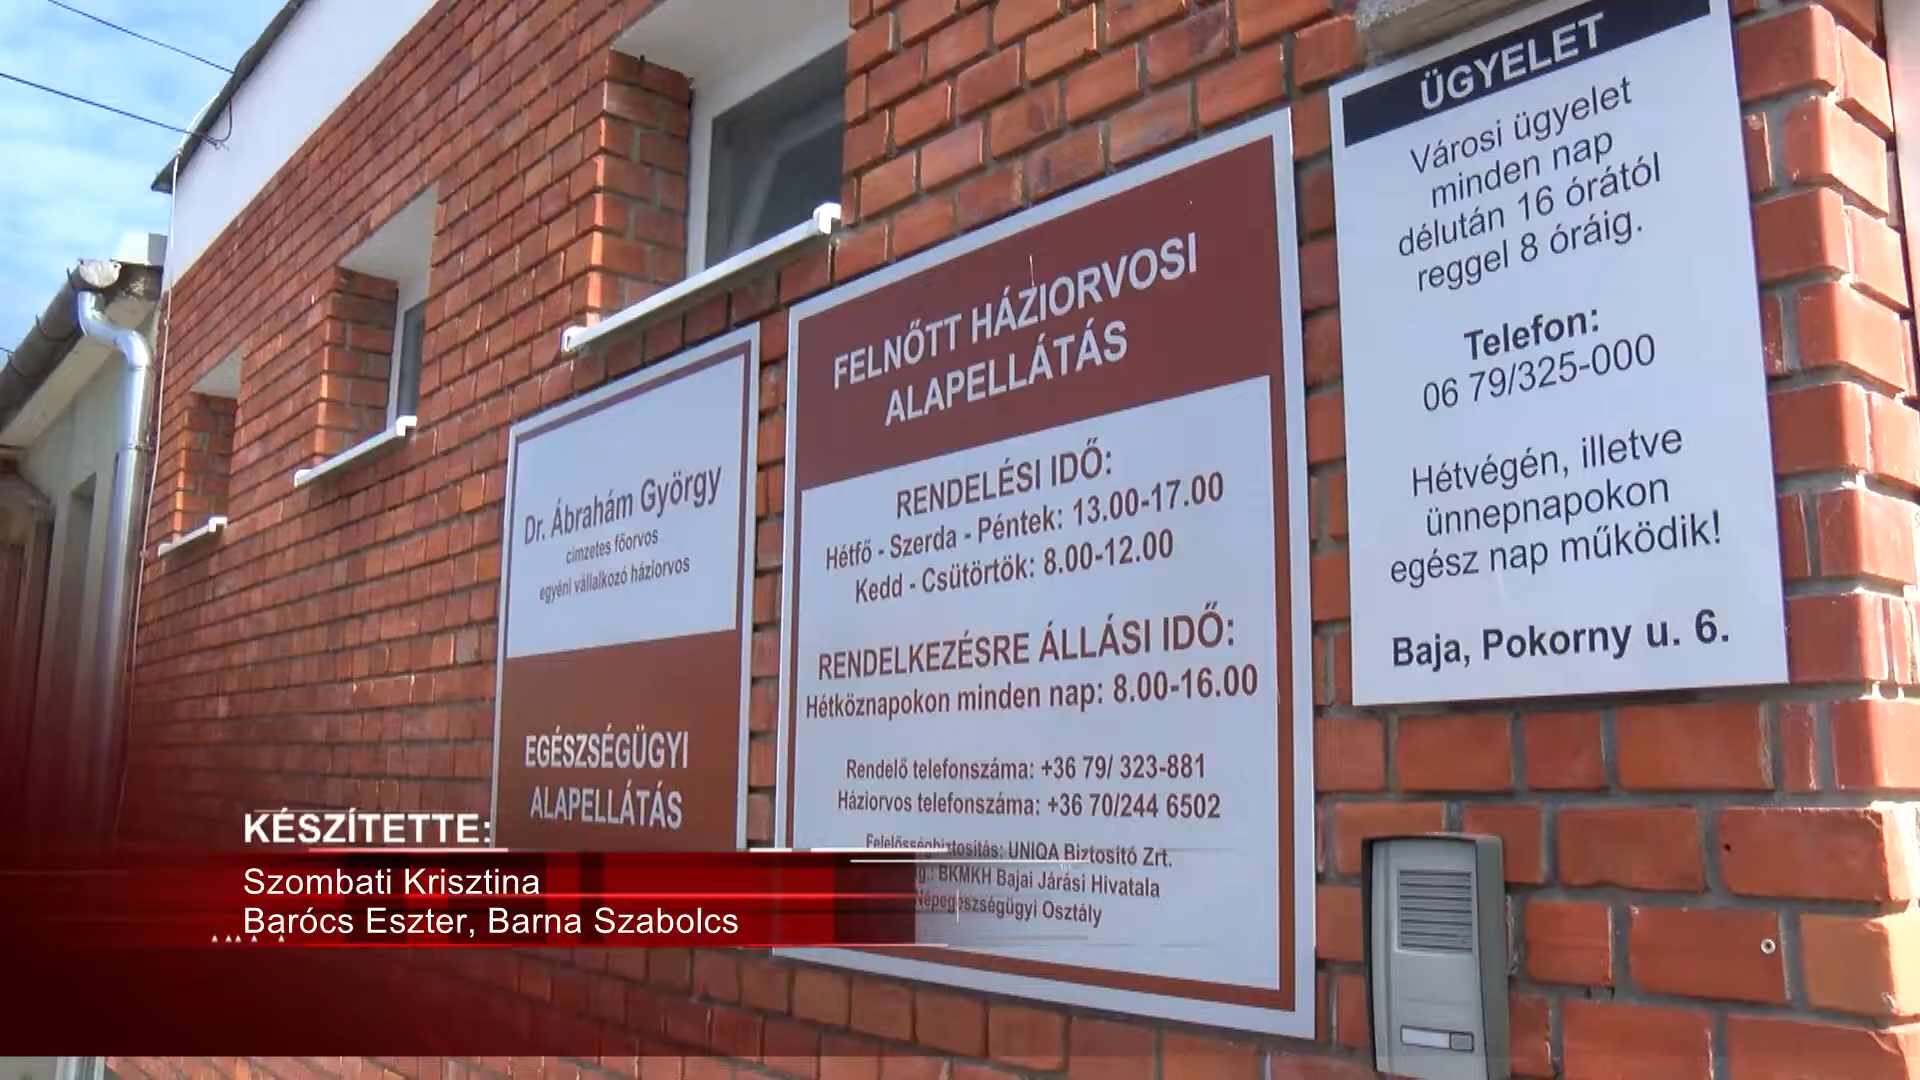 Dr. Ábrahám György
címzetes főorvos
egyéni vállalkozó háziorvos
EGÉSZSÉGÜGYI
ALAPELLÁTÁS
FELNŐTT HÁZIORVOSI
ALAPELLÁTÁS
RENDELÉSI IDŐ:
Hétfő - Szerda - Péntek: 13.00-17.00
Kedd - Csütörtök: 8.00-12.00
RENDELKEZÉSRE ÁLLÁSI IDŐ:
Hétköznapokon minden nap: 8.00-16.00
Rendelő telefonszáma: +36 79/ 323-881
Háziorvos telefonszáma: +36 70/244 6502
Felelősségbiztosítás: UNIQA Biztosító Zrt.
BKMKH Bajai Járási Hivatala
Népegészségügyi Osztály
ÜGYELET
Városi ügyelet
minden nap
délután 16 órától
reggel 8 óráig.
Telefon:
06 79/325-000
Hétvégén, illetve
ünnepnapokon
egész nap működik!
Baja, Pokorny u. 6.
KÉSZÍTETTE:
Szombati Krisztina
Barócs Eszter, Barna Szabolcs